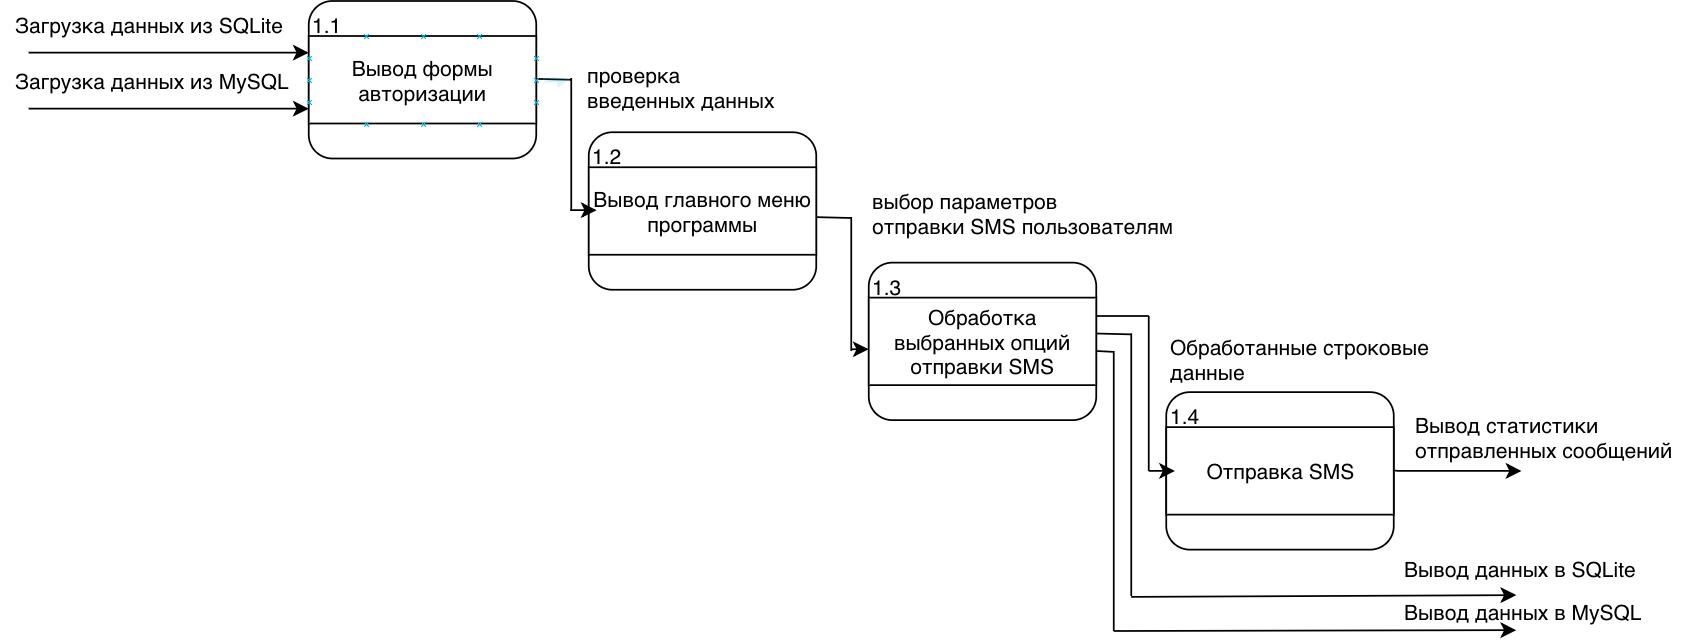 Загрузка данных из SQLite
Загрузка данных из MySQL
1.1
Вывод формы
авторизации
проверка
введенных данных
1.2
Вывод главного меню
программы
выбор параметров
отправки SMS пользователям
1.3
Обработка
выбранных опций
отправки SMS
Обработанные строковые
данные
1.4
Отправка SMS
Вывод статистики
отправленных сообщений
Вывод данных в SQLite
Вывод данных в MySQL